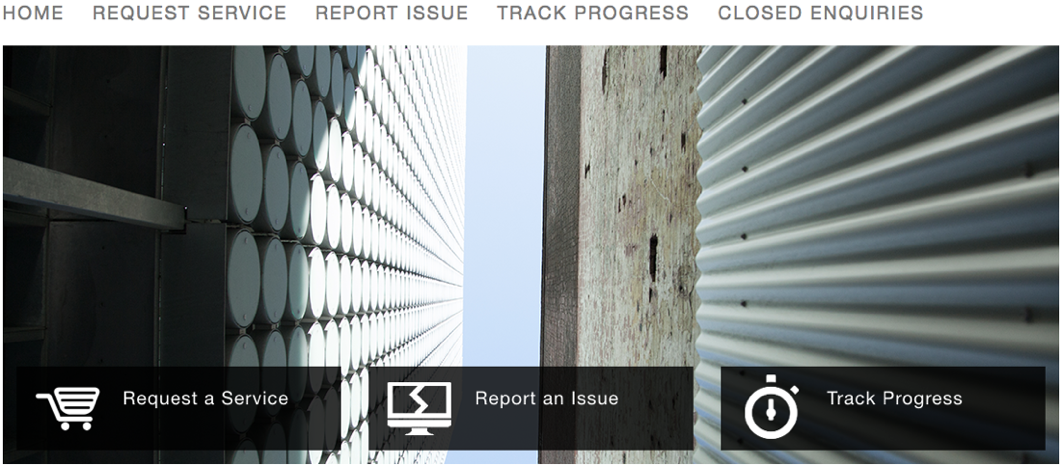 HOME REQUEST SERVICE REPORT ISSUE TRACK PROGRESS CLOSED ENQUIRIES
Request a Service Report an Issue Track Progress